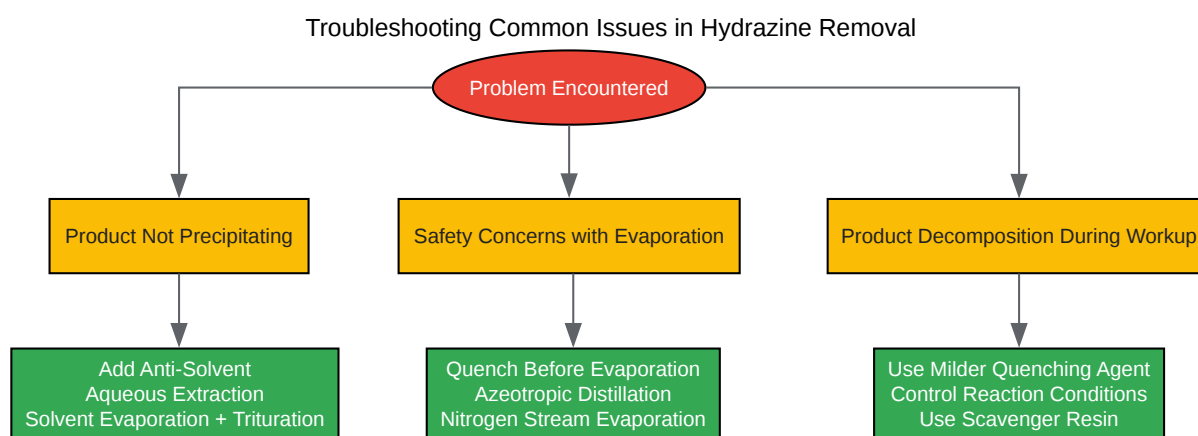 Troubleshooting Common Issues in Hydrazine Removal
Problem Encountered
Product Not Precipitating
Safety Concerns with Evaporation
Product Decomposition During Workup
Add Anti-Solvent
Aqueous Extraction
Solvent Evaporation + Trituration
Quench Before Evaporation
Azeotropic Distillation
Nitrogen Stream Evaporation
Use Milder Quenching Agent
Control Reaction Conditions
Use Scavenger Resin